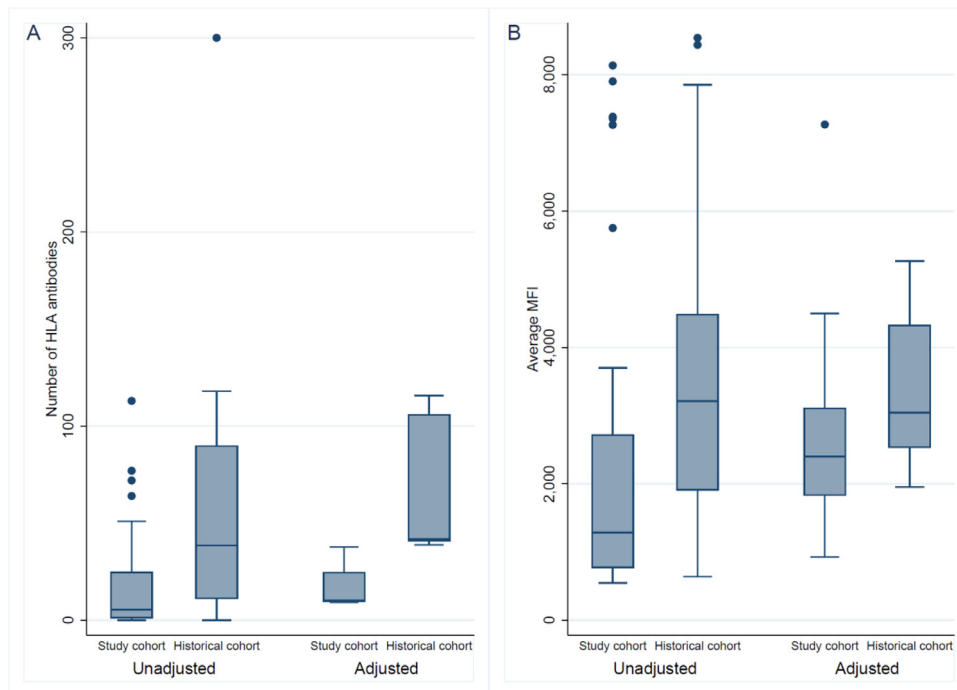 A
Number of HLA antibodies
300
200
100
0
Study cohort Historical cohort Study cohort Historical cohort
Unadjusted Adjusted
B
Average MFI
8,000
6,000
4,000
2,000
0
Study cohort Historical cohort Study cohort Historical cohort
Unadjusted Adjusted